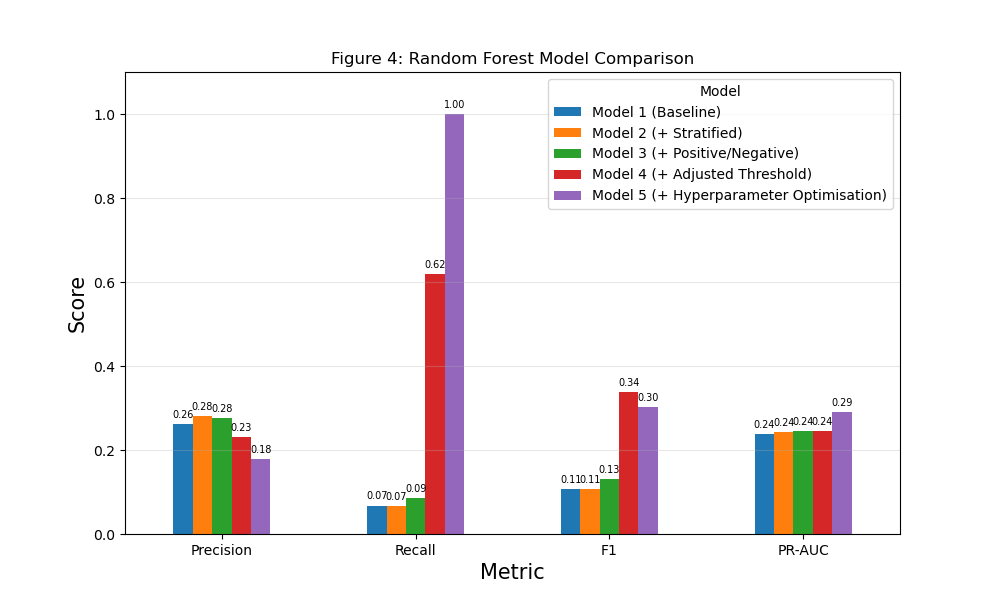 Figure 4: Random Forest Model Comparison
Model
Model 1 (Baseline)
Model 2 (+ Stratified)
Model 3 (+ Positive/Negative)
Model 4 (+ Adjusted Threshold)
Model 5 (+ Hyperparameter Optimisation)
Score
1.0
0.8
0.6
0.4
0.2
0.0
0.26 0.28 0.28 0.23 0.18
0.07 0.07 0.09 0.62 1.00
0.11 0.11 0.13 0.34 0.30
0.24 0.24 0.24 0.24 0.29
Precision Recall F1 PR-AUC
Metric